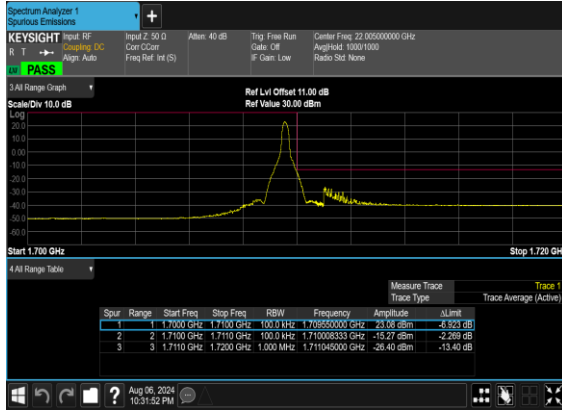 Spectrum Analyzer 1
Spurious Emissions
KEYSIGHT Input: RF Input Z: 50 Ω Atten: 40 dB Trig: Free Run Center Freq: 22.005000000 GHz
R T Coupling: DC Corr CCorr Gate: Off Avg|Hold: 1000/1000
Align: Auto Freq Ref: Int (S) IF Gain: Low Radio Std: None
PASS
3 All Range Graph
Ref Lvl Offset 11.00 dB
Scale/Div 10.0 dB Ref Value 30.00 dBm
Log
20.0
10.0
0.00
-10.0
-20.0
-30.0
-40.0
-50.0
-60.0
Start 1.700 GHz Stop 1.720 GH
4 All Range Table
Measure Trace Trace 1
Trace Type Trace Average (Active)
Spur Range Start Freq Stop Freq RBW Frequency Amplitude ΔLimit
1 1 1.7000 GHz 1.7100 GHz 100.0 kHz 1.709550000 GHz 23.08 dBm -6.923 dB
2 2 1.7100 GHz 1.7110 GHz 100.0 kHz 1.710008333 GHz -15.27 dBm -2.269 dB
3 3 1.7110 GHz 1.7200 GHz 1.000 MHz 1.711045000 GHz -26.40 dBm -13.40 dB
? Aug 06, 2024
10:31:52 PM